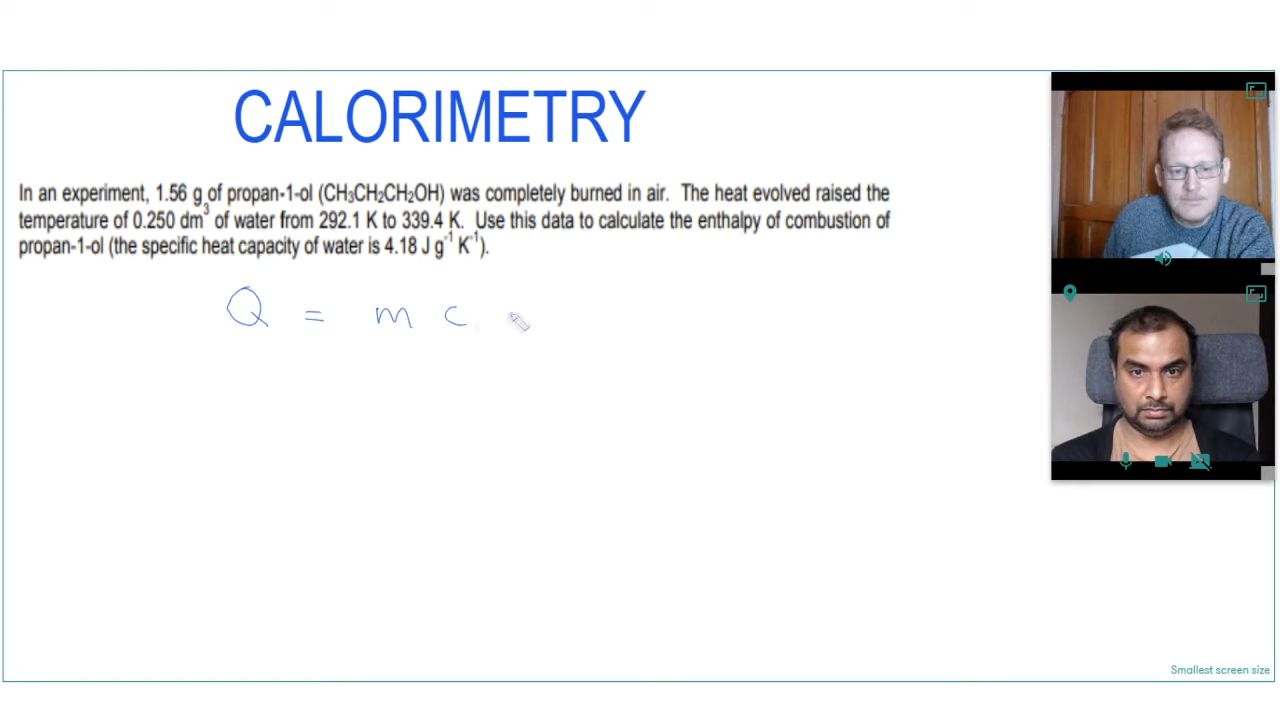 CALORIMETRY
In an experiment, 1.56 g of propan-1-ol (CH₃CH₂CH₂OH) was completely burned in air. The heat evolved raised the
temperature of 0.250 dm³ of water from 292.1 K to 339.4 K. Use this data to calculate the enthalpy of combustion of
propan-1-ol (the specific heat capacity of water is 4.18 J g⁻¹ K⁻¹).
Q = m c
Smallest screen size